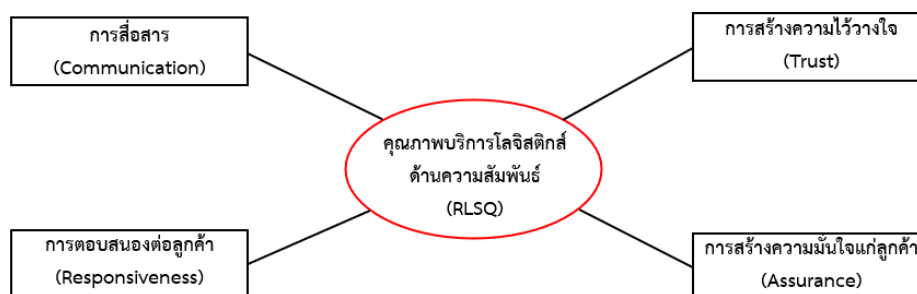 การสื่อสาร
(Communication)
การสร้างความไว้วางใจ
(Trust)
คุณภาพบริการโลจิสติกส์
ด้านความสัมพันธ์
(RLSQ)
การตอบสนองต่อลูกค้า
(Responsiveness)
การสร้างความมั่นใจแก่ลูกค้า
(Assurance)